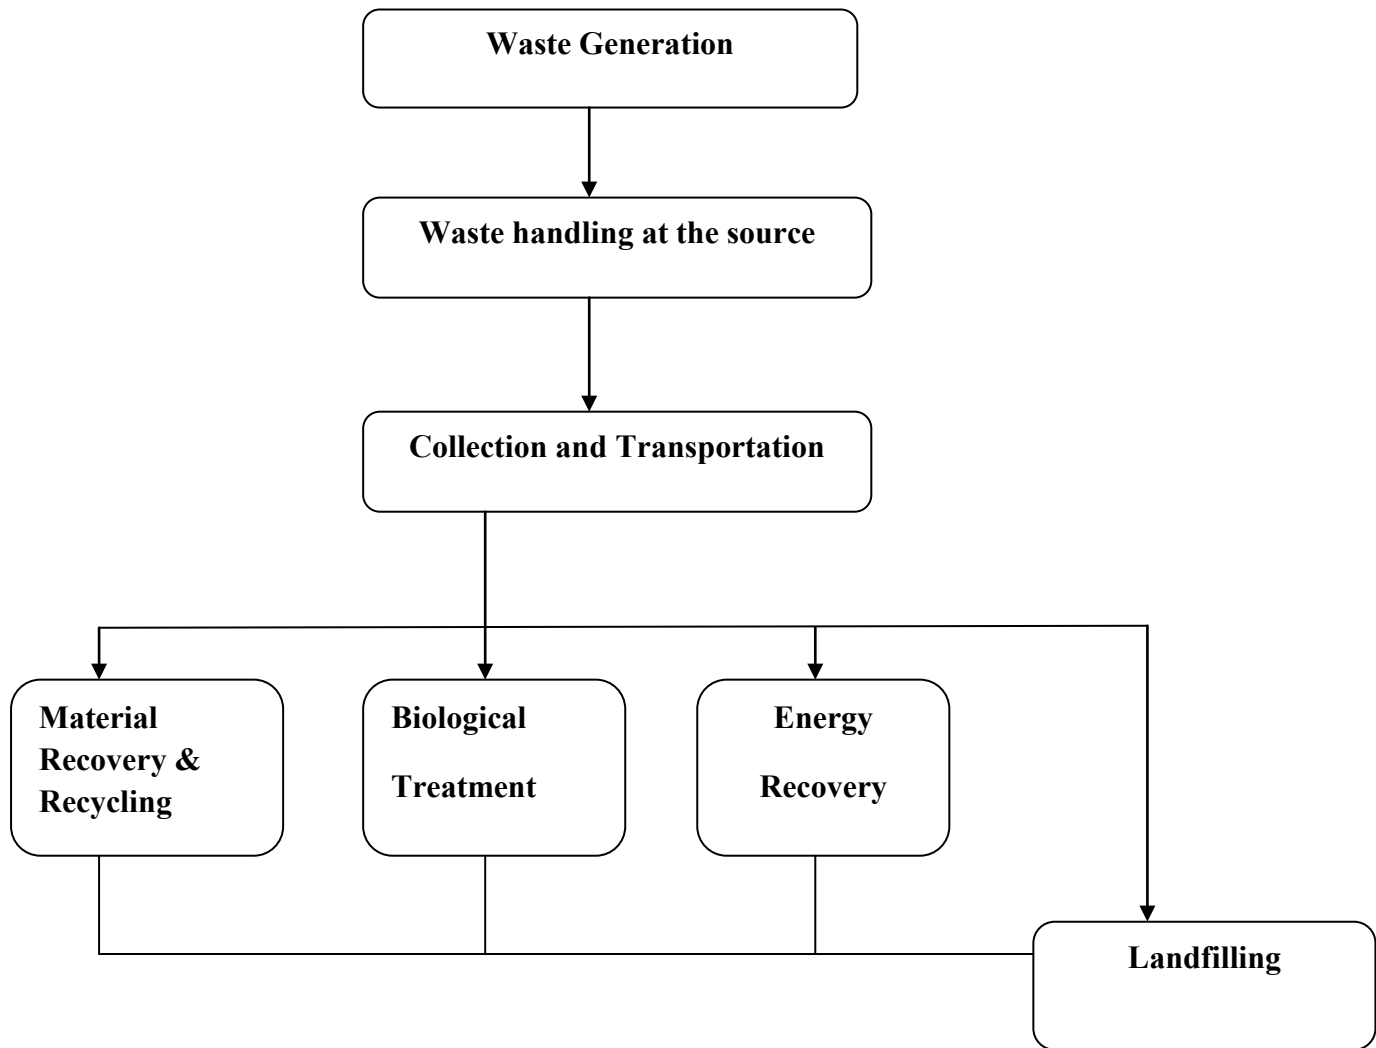 Waste Generation
Waste handling at the source
Collection and Transportation
Material
Recovery &
Recycling
Biological
Treatment
Energy
Recovery
Landfilling